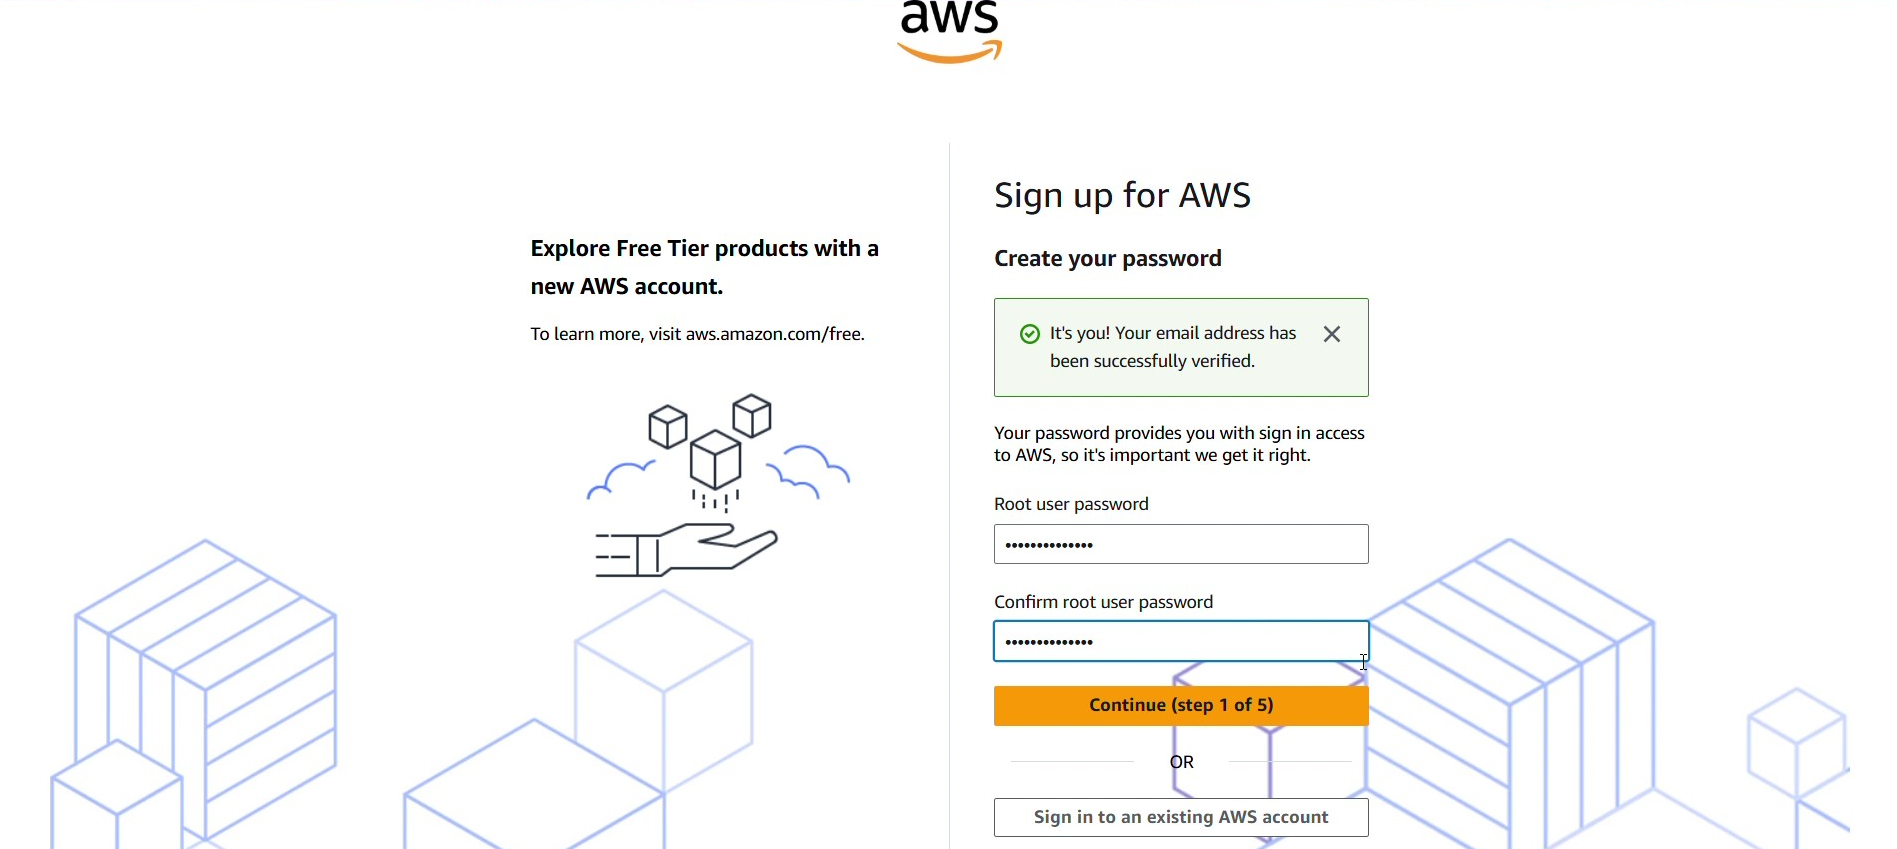 aws
Explore Free Tier products with a
new AWS account.
To learn more, visit aws.amazon.com/free.
Sign up for AWS
Create your password
It's you! Your email address has
been successfully verified.
Your password provides you with sign in access
to AWS, so it's important we get it right.
Root user password
••••••••••••••
Confirm root user password
••••••••••••••
Continue (step 1 of 5)
OR
Sign in to an existing AWS account